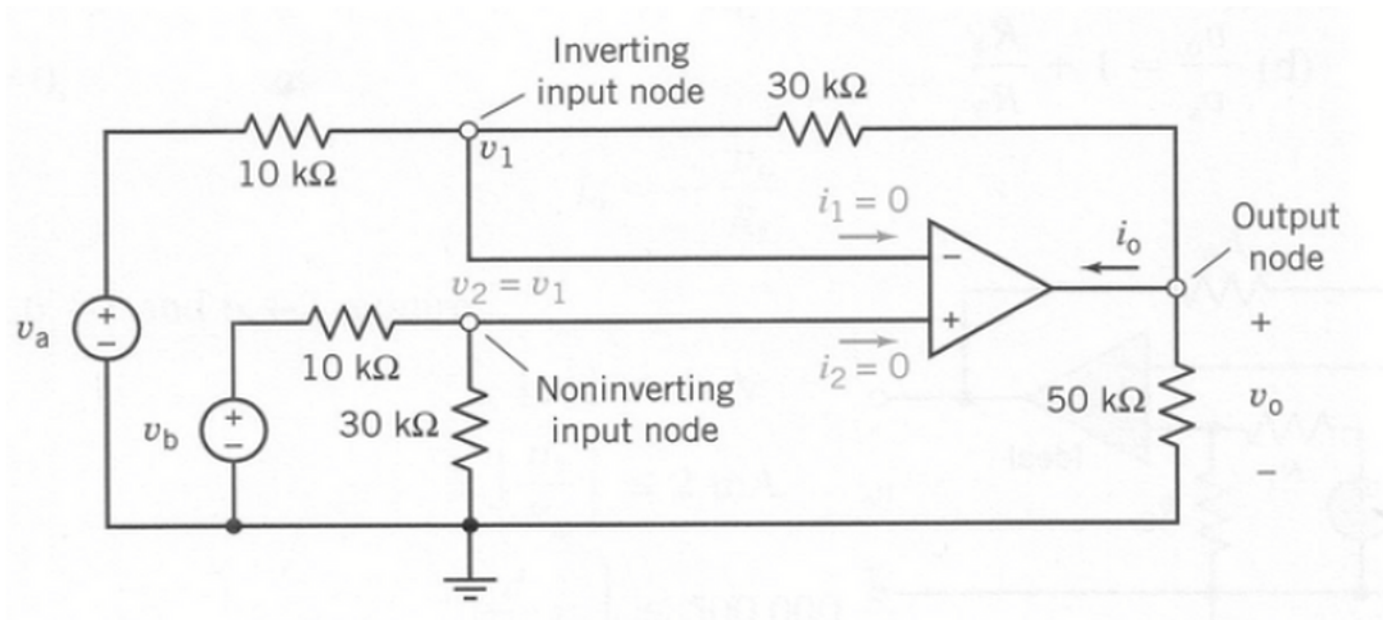 Inverting
input node
30 kΩ
10 kΩ
v1
i1 = 0
io
Output
node
−
v2 = v1
+
+
va
−
10 kΩ
+
i2 = 0
Noninverting
input node
vb
+
−
30 kΩ
50 kΩ
vo
−